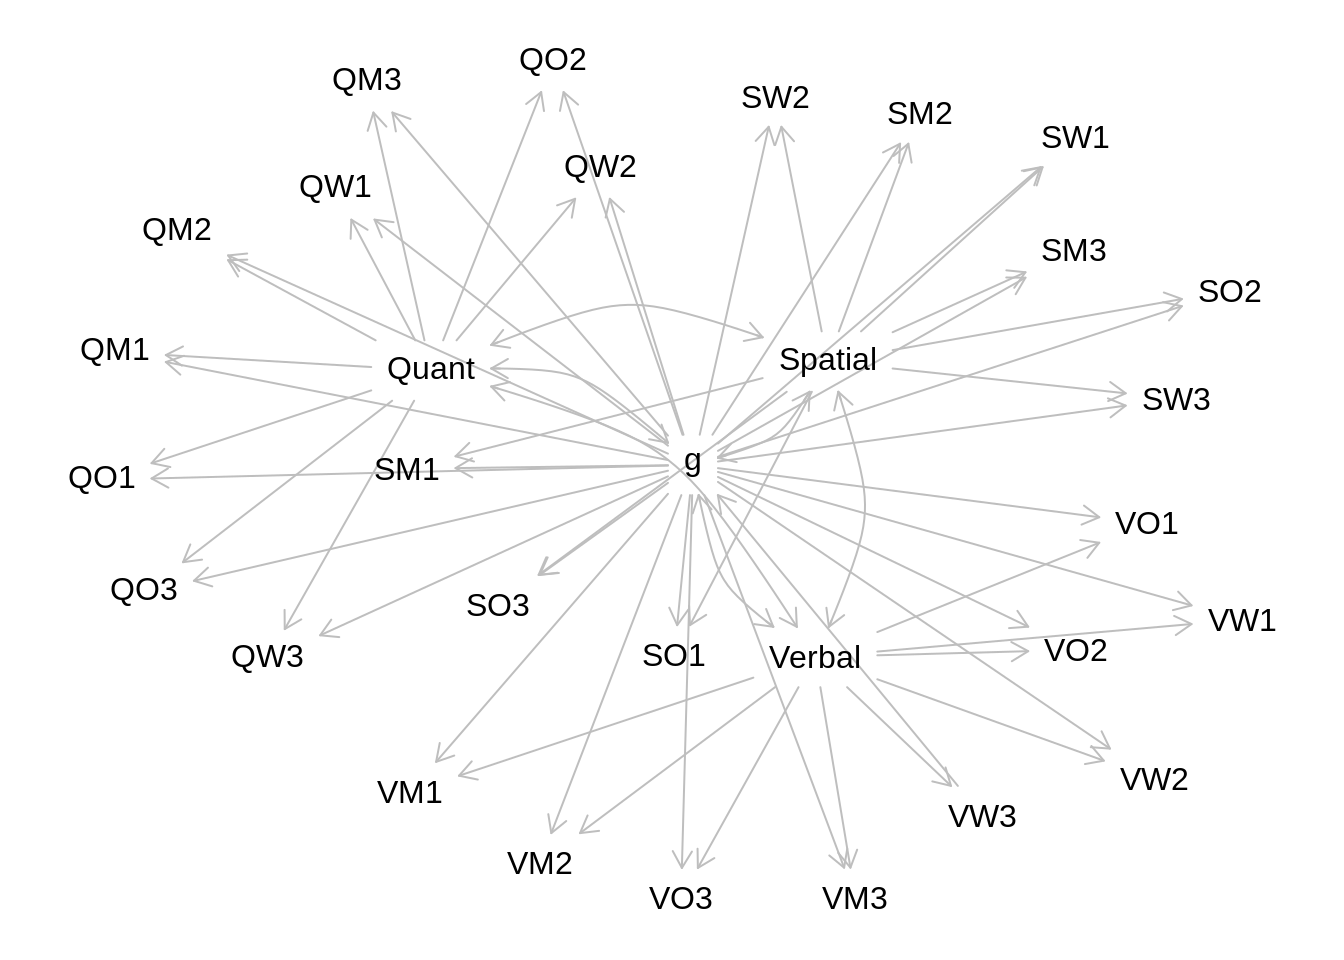 QO2
QM3
SW2
SM2
SW1
QW2
QW1
QM2
SM3
SO2
QM1
Quant
Spatial
SW3
g
SM1
QO1
VO1
QO3
SO3
VW1
QW3
SO1
Verbal
VO2
VW2
VM1
VW3
VM2
VO3
VM3